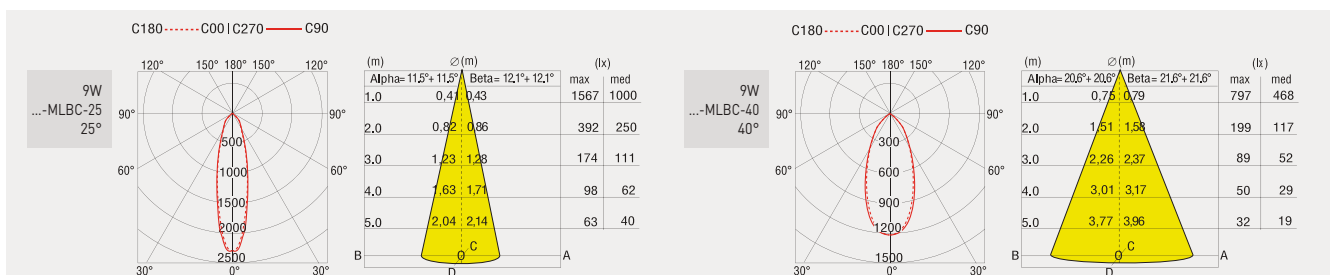 C180 C00 | C270 C90
9W
...-MLBC-25
25°
120° 150° 180° 150° 120°
90° 90°
60° 60°
30° 0° 30°
500
1000
1500
2000
2500
(m) ∅(m) (lx)
Alpha= 11,5°+ 11,5° Beta= 12,1°+ 12,1° max med
1.0 0,41 0,43 1567 1000
2.0 0,82 0,86 392 250
3.0 1,23 1,28 174 111
4.0 1,63 1,71 98 62
5.0 2,04 2,14 63 40
C
B O A
D
C180 C00 | C270 C90
9W
...-MLBC-40
40°
120° 150° 180° 150° 120°
90° 90°
60° 60°
30° 0° 30°
300
600
900
1200
1500
(m) ∅(m) (lx)
Alpha= 20,6°+ 20,6° Beta= 21,6°+ 21,6° max med
1.0 0,75 0,79 797 468
2.0 1,51 1,58 199 117
3.0 2,26 2,37 89 52
4.0 3,01 3,17 50 29
5.0 3,77 3,96 32 19
C
B O A
D